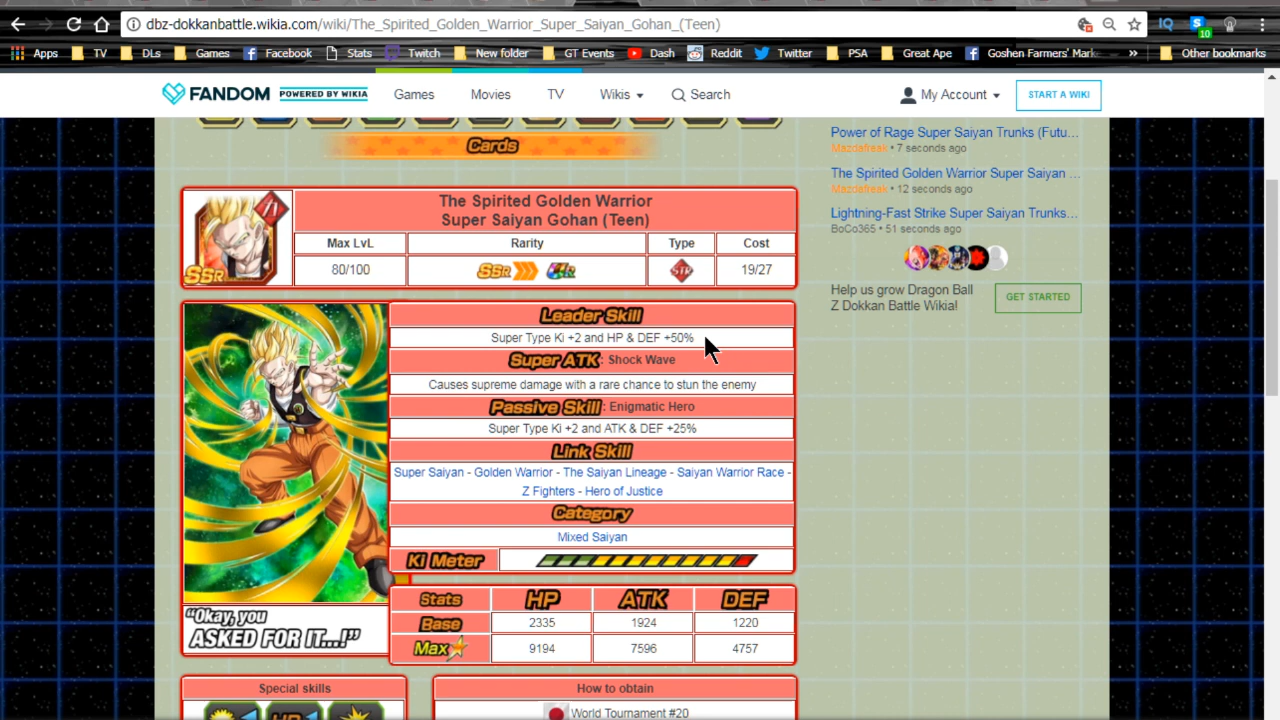 dbz-dokkanbattle.wikia.com/wiki/The_Spirited_Golden_Warrior_Super_Saiyan_Gohan_(Teen)
IQ
S
10
Apps TV DLs Games Facebook Stats Twitch New folder GT Events Dash Reddit Twitter PSA Great Ape Goshen Farmers' Mark » Other bookmarks
FANDOM POWERED BY WIKIA Games Movies TV Wikis Search My Account START A WIKI
Cards
The Spirited Golden Warrior
Super Saiyan Gohan (Teen)
Max LvL Rarity Type Cost
SSR
80/100 SSR UR STR 19/27
Leader Skill
Super Type Ki +2 and HP & DEF +50%
Super ATK: Shock Wave
Causes supreme damage with a rare chance to stun the enemy
Passive Skill: Enigmatic Hero
Super Type Ki +2 and ATK & DEF +25%
Link Skill
Super Saiyan - Golden Warrior - The Saiyan Lineage - Saiyan Warrior Race -
Z Fighters - Hero of Justice
Category
Mixed Saiyan
Ki Meter
"Okay, you
ASKED FOR IT...!"
Stats HP ATK DEF
Base 2335 1924 1220
Max 9194 7596 4757
Special skills
HP
How to obtain
World Tournament #20
Power of Rage Super Saiyan Trunks (Futu...
Mazdafreak • 7 seconds ago
The Spirited Golden Warrior Super Saiyan ...
Mazdafreak • 12 seconds ago
Lightning-Fast Strike Super Saiyan Trunks...
BoCo365 • 51 seconds ago
Help us grow Dragon Ball
Z Dokkan Battle Wikia!
GET STARTED